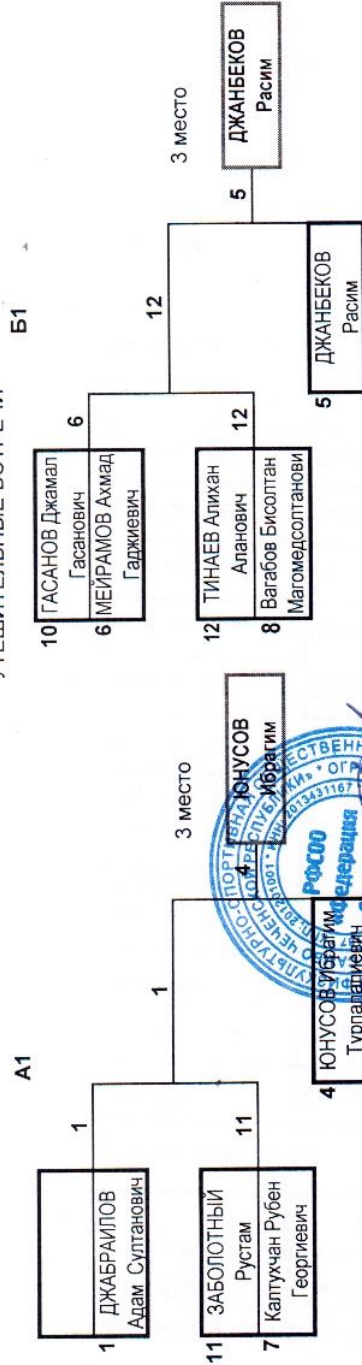 А1
1
ДЖАБРАИЛОВ
Адам Султанович
1
11
ЗАБОЛОТНЫЙ
Рустам
7
Калтухчан Рубен
Георгиевич
11
1
4
ЮНУСОВ Ибрагим
Турпалалиевич
4
3 место
ЮНУСОВ
Ибрагим
РФСОО
Б1
10
ГАСАНОВ Джамал
Гасанович
6
МЕЙРАМОВ Ахмад
Гаджиевич
6
12
ТИНАЕВ Алихан
Аланович
8
Вагабов Бисолтан
Магомедсолтанови
12
12
5
ДЖАНБЕКОВ
Расим
5
3 место
ДЖАНБЕКОВ
Расим